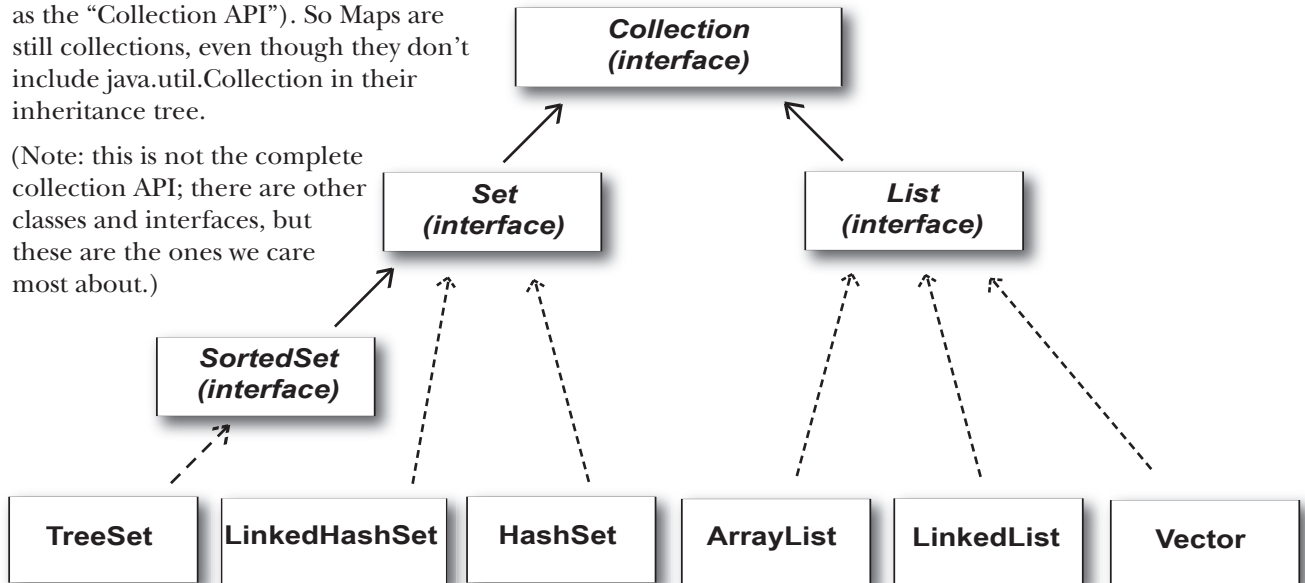 as the “Collection API”). So Maps are
still collections, even though they don’t
include java.util.Collection in their
inheritance tree.
(Note: this is not the complete
collection API; there are other
classes and interfaces, but
these are the ones we care
most about.)
Collection
(interface)
Set
(interface)
List
(interface)
SortedSet
(interface)
TreeSet
LinkedHashSet
HashSet
ArrayList
LinkedList
Vector